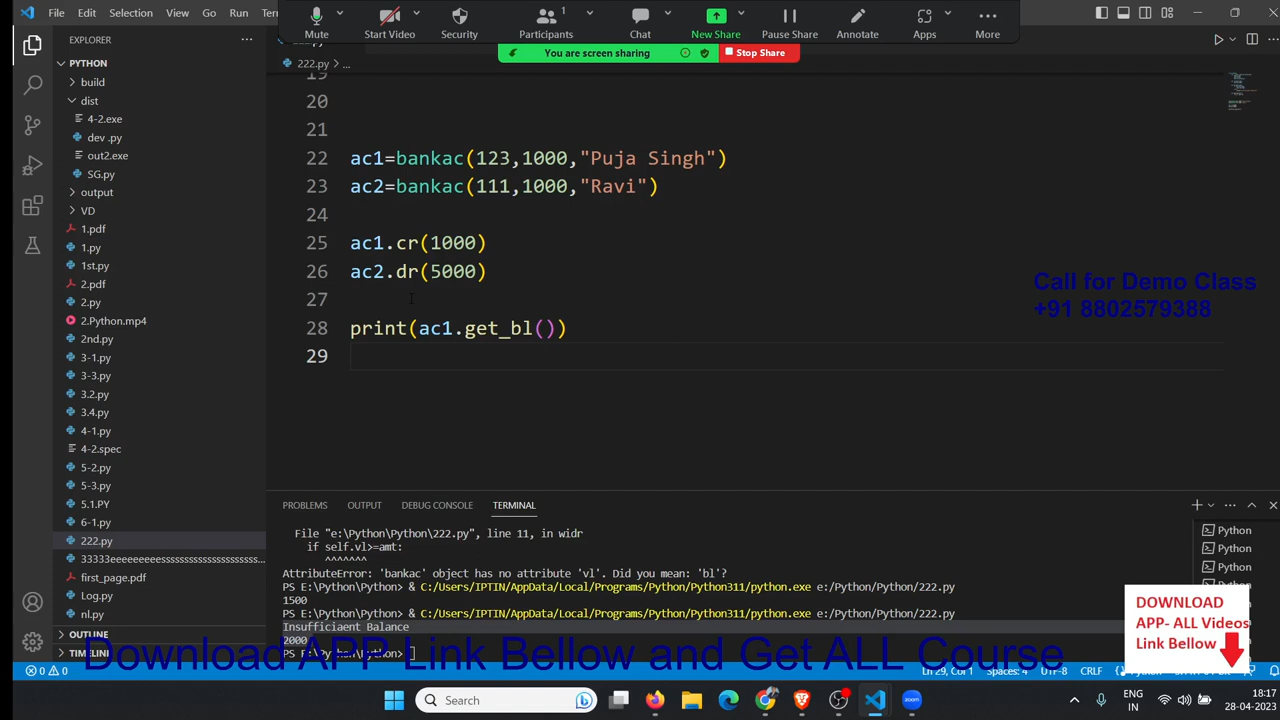 File Edit Selection View Go Run Ter
Mute Start Video Security Participants 1 Chat New Share Pause Share Annotate Apps More
You are screen sharing Stop Share
EXPLORER
PYTHON
build
dist
4-2.exe
dev .py
out2.exe
SG.py
output
VD
1.pdf
1.py
1st.py
2.pdf
2.py
2.Python.mp4
2nd.py
3-1.py
3-3.py
3.2.py
3.4.py
4-1.py
4-2.spec
5-2.py
5-3.py
5.1.PY
6-1.py
222.py
33333eeeeeeeeesssssssssssssssssssss...
first_page.pdf
Log.py
nl.py
OUTLINE
TIMELIN
222.py > ...
19
20
21
22 ac1=bankac(123,1000,"Puja Singh")
23 ac2=bankac(111,1000,"Ravi")
24
25 ac1.cr(1000)
26 ac2.dr(5000)
27
28 print(ac1.get_bl())
29
Call for Demo Class
+91 8802579388
PROBLEMS OUTPUT DEBUG CONSOLE TERMINAL
File "e:\Python\Python\222.py", line 11, in widr
if self.vl>=amt:
^^^^^^^
AttributeError: 'bankac' object has no attribute 'vl'. Did you mean: 'bl'?
PS E:\Python\Python> & C:/Users/IPTIN/AppData/Local/Programs/Python/Python311/python.exe e:/Python/Python/222.py
1500
PS E:\Python\Python> & C:/Users/IPTIN/AppData/Local/Programs/Python/Python311/python.exe e:/Python/Python/222.py
Insufficiaent Balance
2000
PS E:\Python\Python>
Python
Python
Python
DOWNLOAD
APP- ALL Videos
Link Bellow
Download APP Link Bellow and Get ALL Course
0 0 Ln 29, Col 1 Spaces: 4 UTF-8 CRLF
Search
zoom
ENG
IN
18:17
28-04-2023